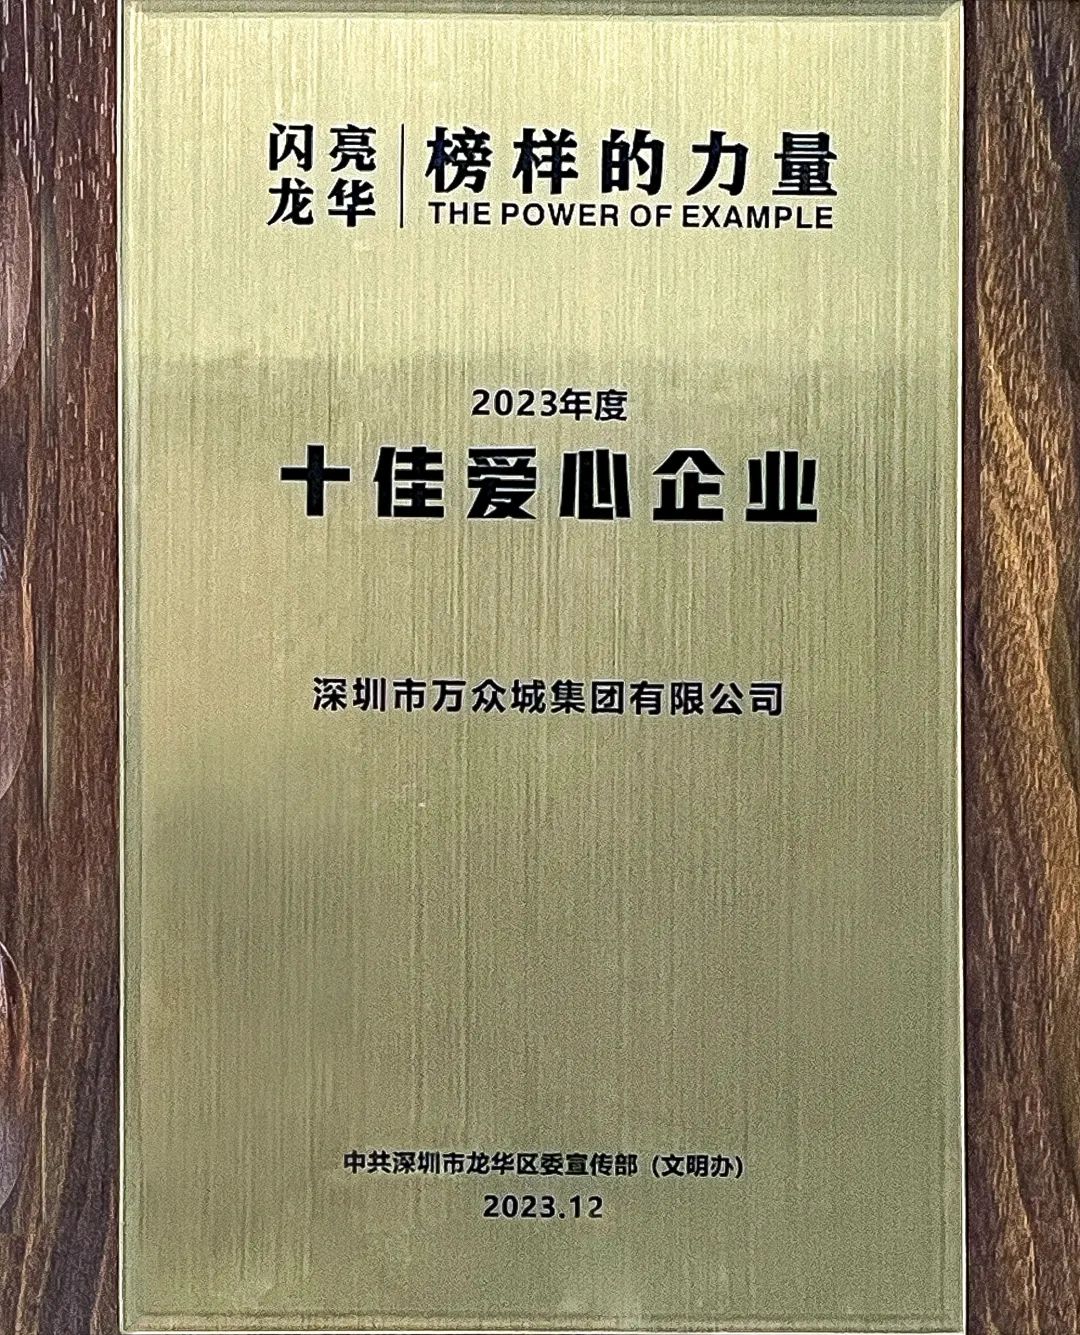 闪亮
龙华
榜样的力量
THE POWER OF EXAMPLE
2023年度
十佳爱心企业
深圳市万众城集团有限公司
中共深圳市龙华区委宣传部（文明办）
2023.12